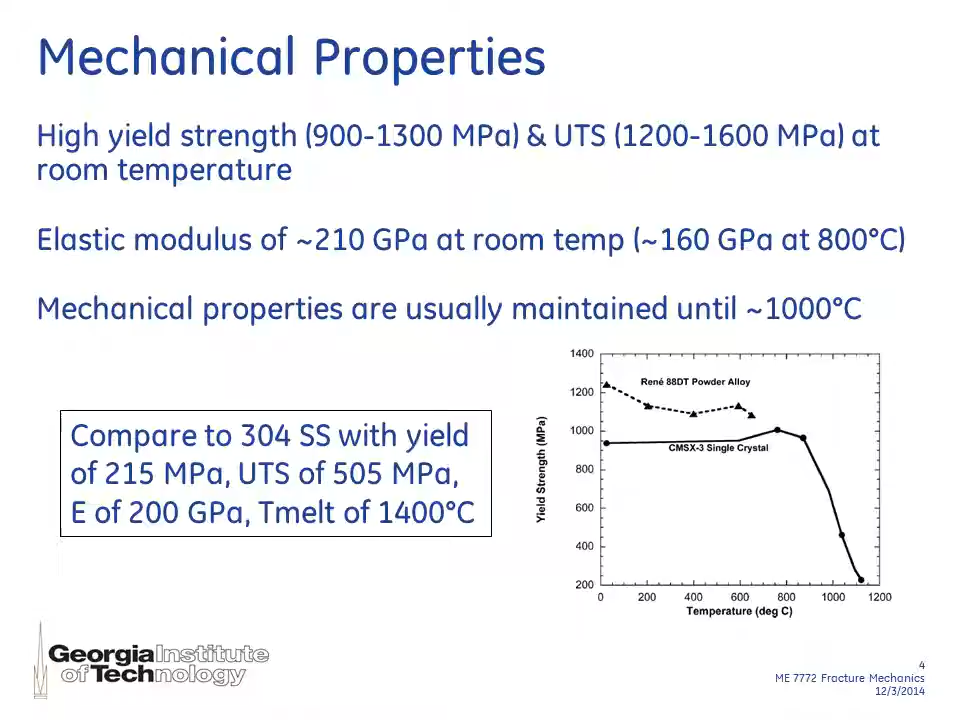 Mechanical Properties
High yield strength (900-1300 MPa) & UTS (1200-1600 MPa) at
room temperature
Elastic modulus of ~210 GPa at room temp (~160 GPa at 800°C)
Mechanical properties are usually maintained until ~1000°C
Compare to 304 SS with yield
of 215 MPa, UTS of 505 MPa,
E of 200 GPa, Tmelt of 1400°C
Yield Strength (MPa)
1400
1200
1000
800
600
400
200
René 88DT Powder Alloy
CMSX-3 Single Crystal
0 200 400 600 800 1000 1200
Temperature (deg C)
Georgia Institute
of Technology
4
ME 7772 Fracture Mechanics
12/3/2014